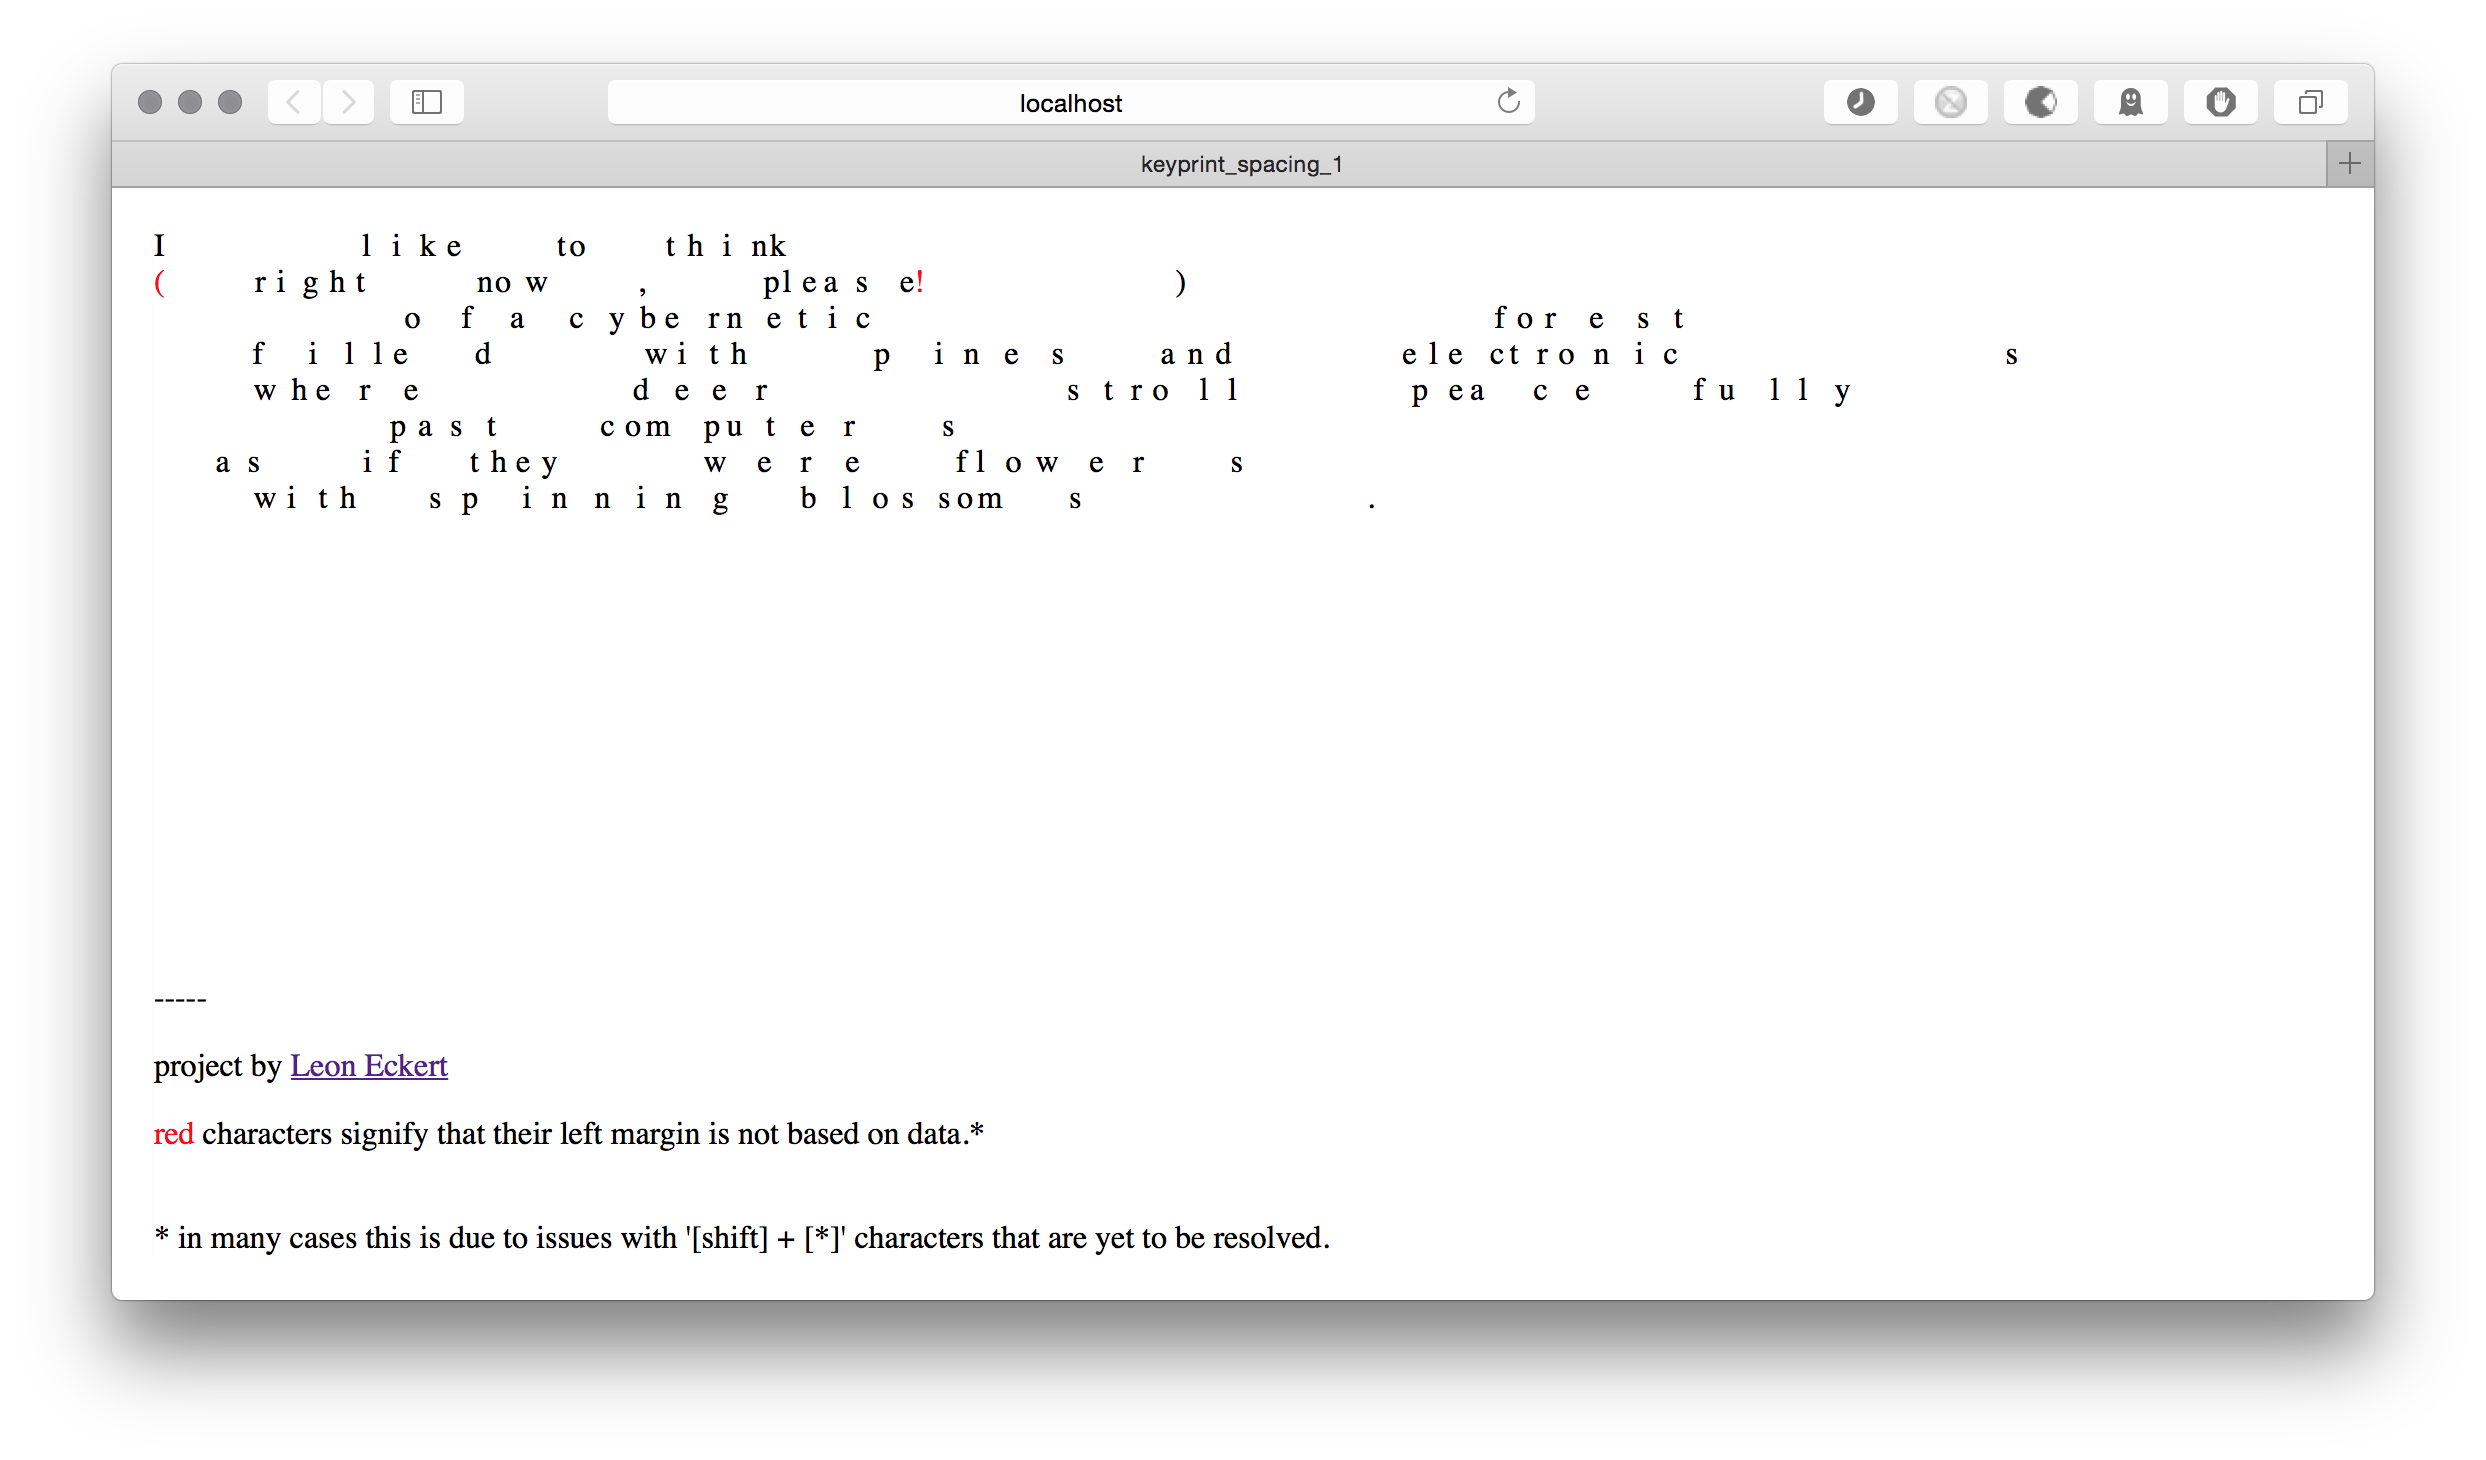 localhost
keyprint_spacing_1
I like to think
( right now , please! )
of a cybernetic forest
filled with pines and electronics
where deer stroll peacefully
past computers
as if they were flowers
with spinning blossoms .
-----
project by Leon Eckert
red characters signify that their left margin is not based on data.*
* in many cases this is due to issues with '[shift] + [*]' characters that are yet to be resolved.